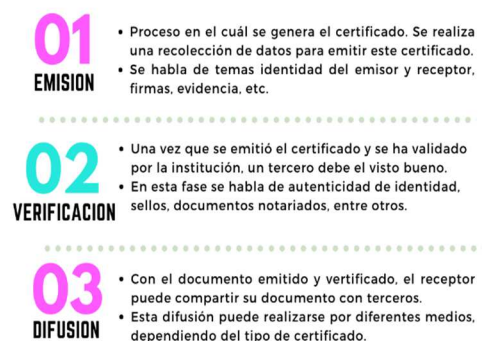 01
EMISION
• Proceso en el cuál se genera el certificado. Se realiza
una recolección de datos para emitir este certificado.
• Se habla de temas identidad del emisor y receptor,
firmas, evidencia, etc.
02
VERIFICACION
• Una vez que se emitió el certificado y se ha validado
por la institución, un tercero debe el visto bueno.
• En esta fase se habla de autenticidad de identidad,
sellos, documentos notariados, entre otros.
03
DIFUSION
• Con el documento emitido y vertificado, el receptor
puede compartir su documento con terceros.
• Esta difusión puede realizarse por diferentes medios,
dependiendo del tipo de certificado.